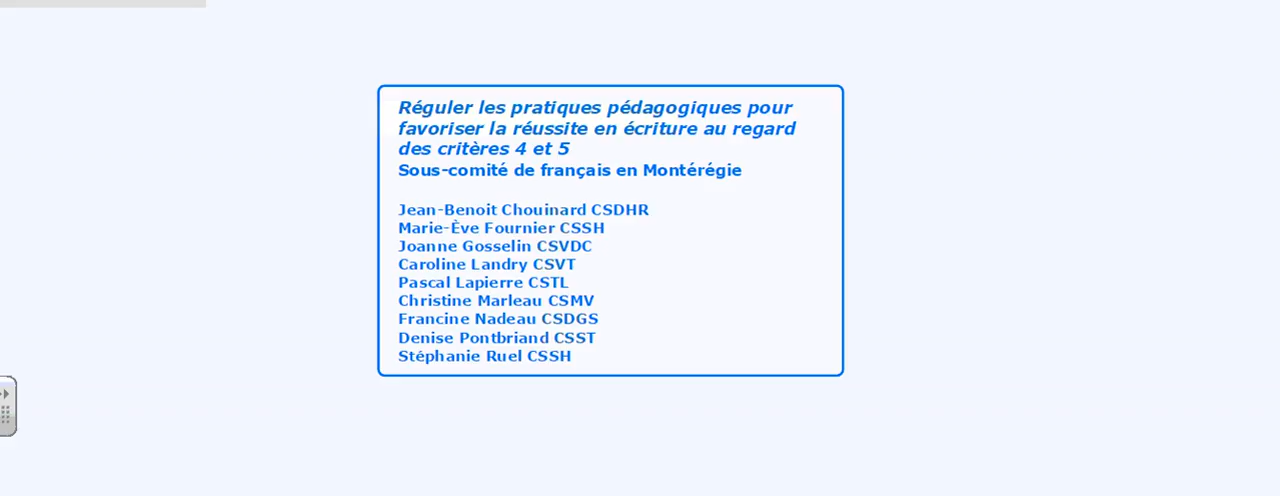 Réguler les pratiques pédagogiques pour
favoriser la réussite en écriture au regard
des critères 4 et 5
Sous-comité de français en Montérégie
Jean-Benoit Chouinard CSDHR
Marie-Ève Fournier CSSH
Joanne Gosselin CSVDC
Caroline Landry CSVT
Pascal Lapierre CSTL
Christine Marleau CSMV
Francine Nadeau CSDGS
Denise Pontbriand CSST
Stéphanie Ruel CSSH